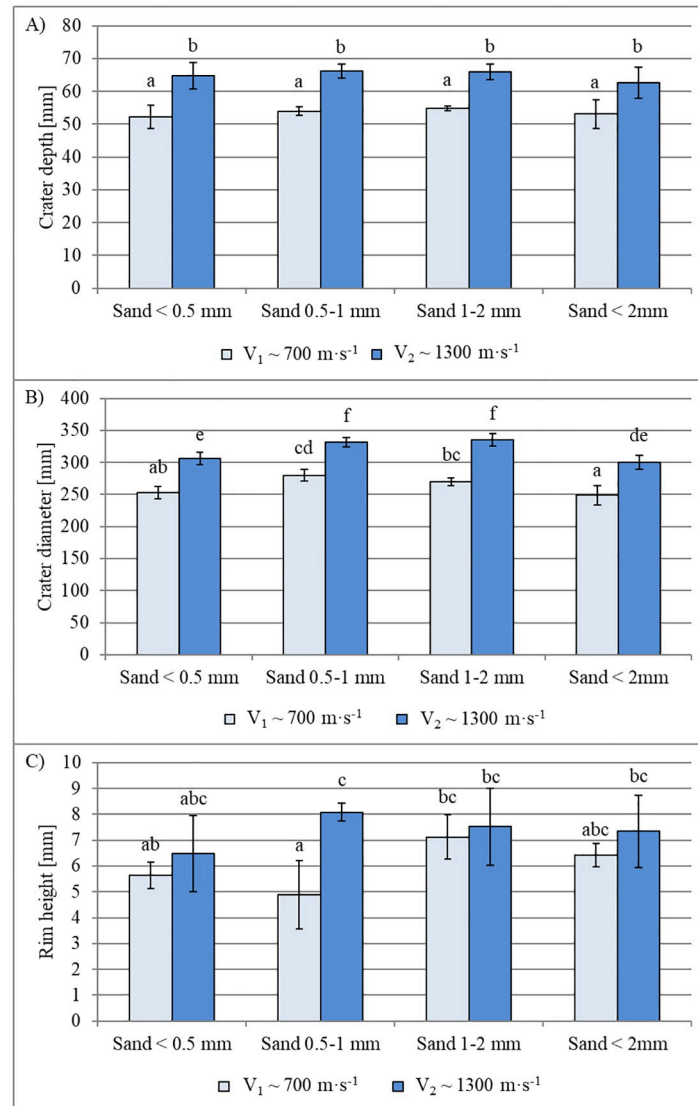 A)
Crater depth [mm]
80
70
60
50
40
30
20
10
0
a b a b a b a b
Sand < 0.5 mm Sand 0.5-1 mm Sand 1-2 mm Sand < 2mm
V₁ ~ 700 m·s⁻¹ V₂ ~ 1300 m·s⁻¹
B)
Crater diameter [mm]
400
350
300
250
200
150
100
50
0
ab e cd f bc f a de
Sand < 0.5 mm Sand 0.5-1 mm Sand 1-2 mm Sand < 2mm
V₁ ~ 700 m·s⁻¹ V₂ ~ 1300 m·s⁻¹
C)
Rim height [mm]
10
9
8
7
6
5
4
3
2
1
0
ab abc a c bc bc abc bc
Sand < 0.5 mm Sand 0.5-1 mm Sand 1-2 mm Sand < 2mm
V₁ ~ 700 m·s⁻¹ V₂ ~ 1300 m·s⁻¹